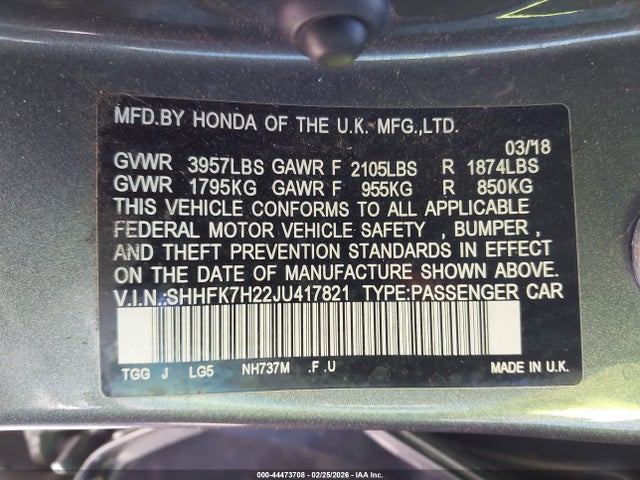 MFD.BY HONDA OF THE U.K. MFG.,LTD.
03/18
GVWR 3957LBS GAWR F 2105LBS R 1874LBS
GVWR 1795KG GAWR F 955KG R 850KG
THIS VEHICLE CONFORMS TO ALL APPLICABLE
FEDERAL MOTOR VEHICLE SAFETY , BUMPER ,
AND THEFT PREVENTION STANDARDS IN EFFECT
ON THE DATE OF MANUFACTURE SHOWN ABOVE.
V.I.N.:SHHFK7H22JU417821 TYPE:PASSENGER CAR
TGG J LG5 NH737M .F .U MADE IN U.K.
000-44473708 - 02/25/2026 - IAA Inc.